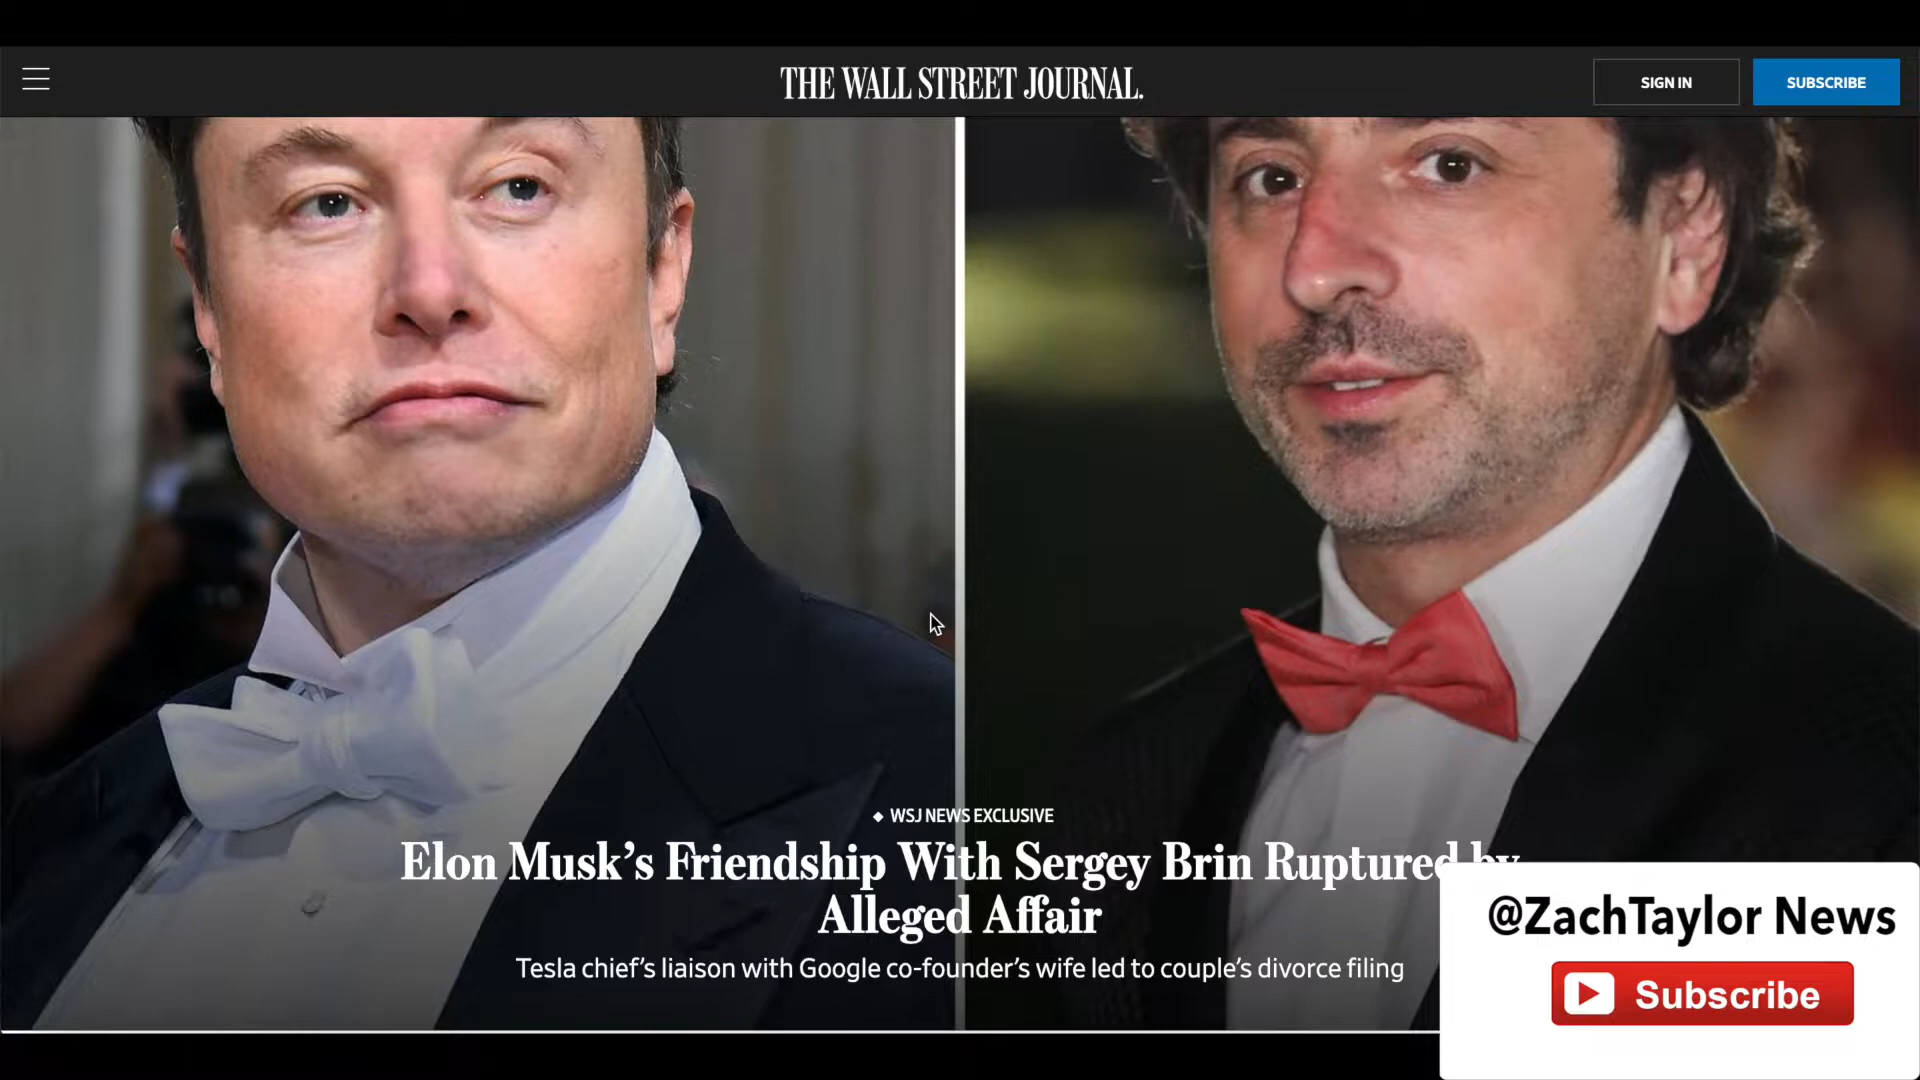 THE WALL STREET JOURNAL.
SIGN IN
SUBSCRIBE
WSJ NEWS EXCLUSIVE
Elon Musk's Friendship With Sergey Brin Ruptured by
Alleged Affair
Tesla chief's liaison with Google co-founder's wife led to couple's divorce filing
@ZachTaylor News
Subscribe